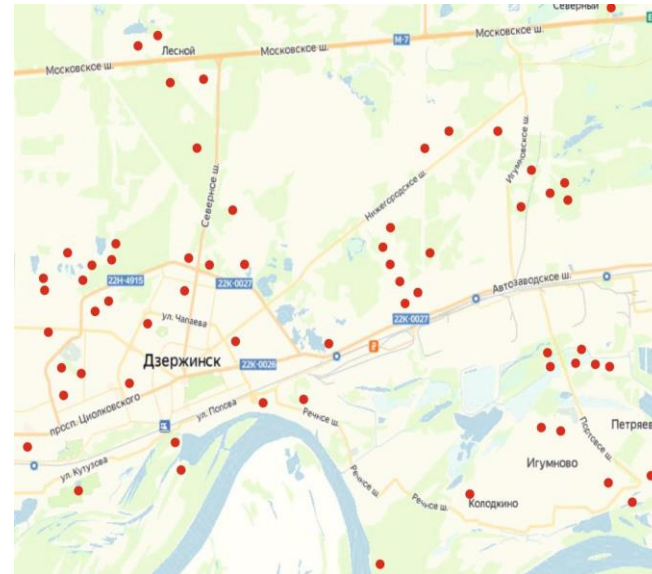 Северный
Лесной
М-7
Московское ш.
Московское ш.
Московское ш.
Северное ш.
Нижегородское ш.
Игумновское ш.
22Н-4915
22К-0027
Автозаводское ш.
22К-0027
ул. Чапаева
Дзержинск
22К-0026
просп. Циолковского
ул. Попова
Речное ш.
ул. Кутузова
Речное ш.
Речное ш.
Портовое ш.
Петряев
Игумново
Колодкино